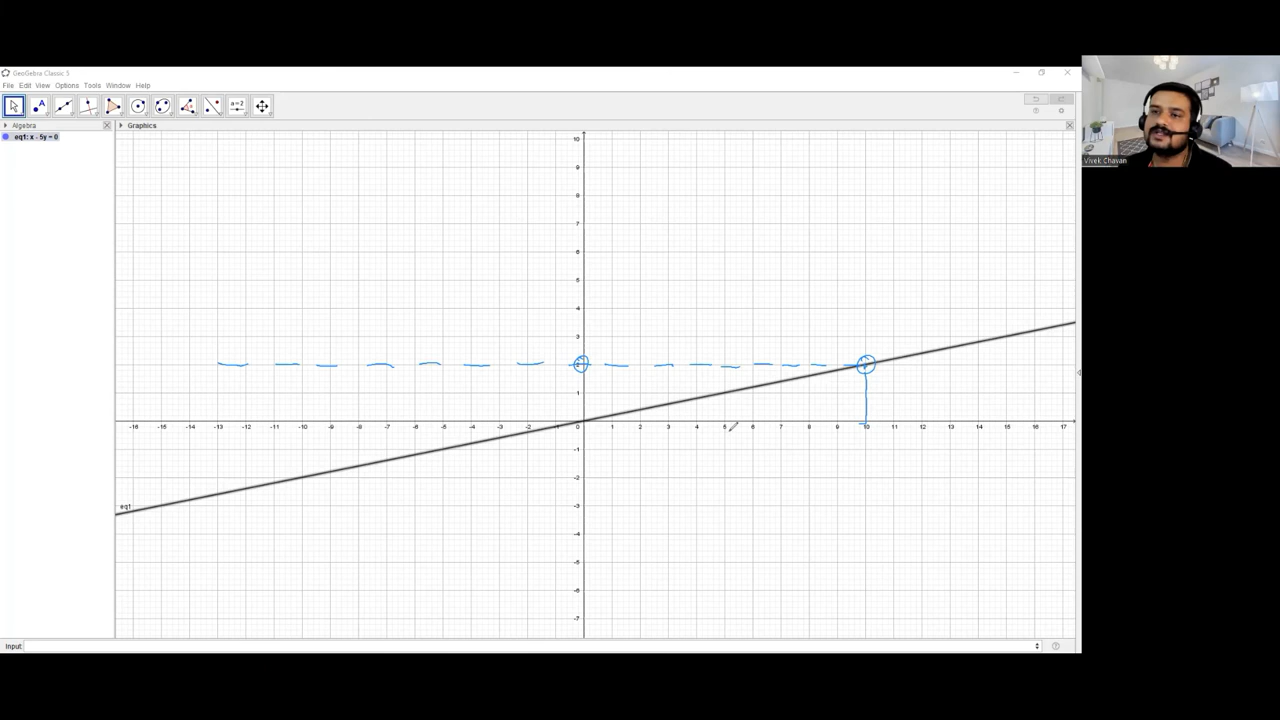 GeoGebra Classic 5
File Edit View Options Tools Window Help
a=2
Algebra
Graphics
eq1: x - 5y = 0
10
9
8
7
6
5
4
3
1
-16 -15 -14 -13 -12 -11 -10 -9 -8 -7 -6 -5 -4 -3 -2 -1 0 1 2 3 4 5 6 7 8 9 10 11 12 13 14 15 16 17
-1
-2
-3
eq1
-4
-5
-6
-7
Input:
Vivek Chavan